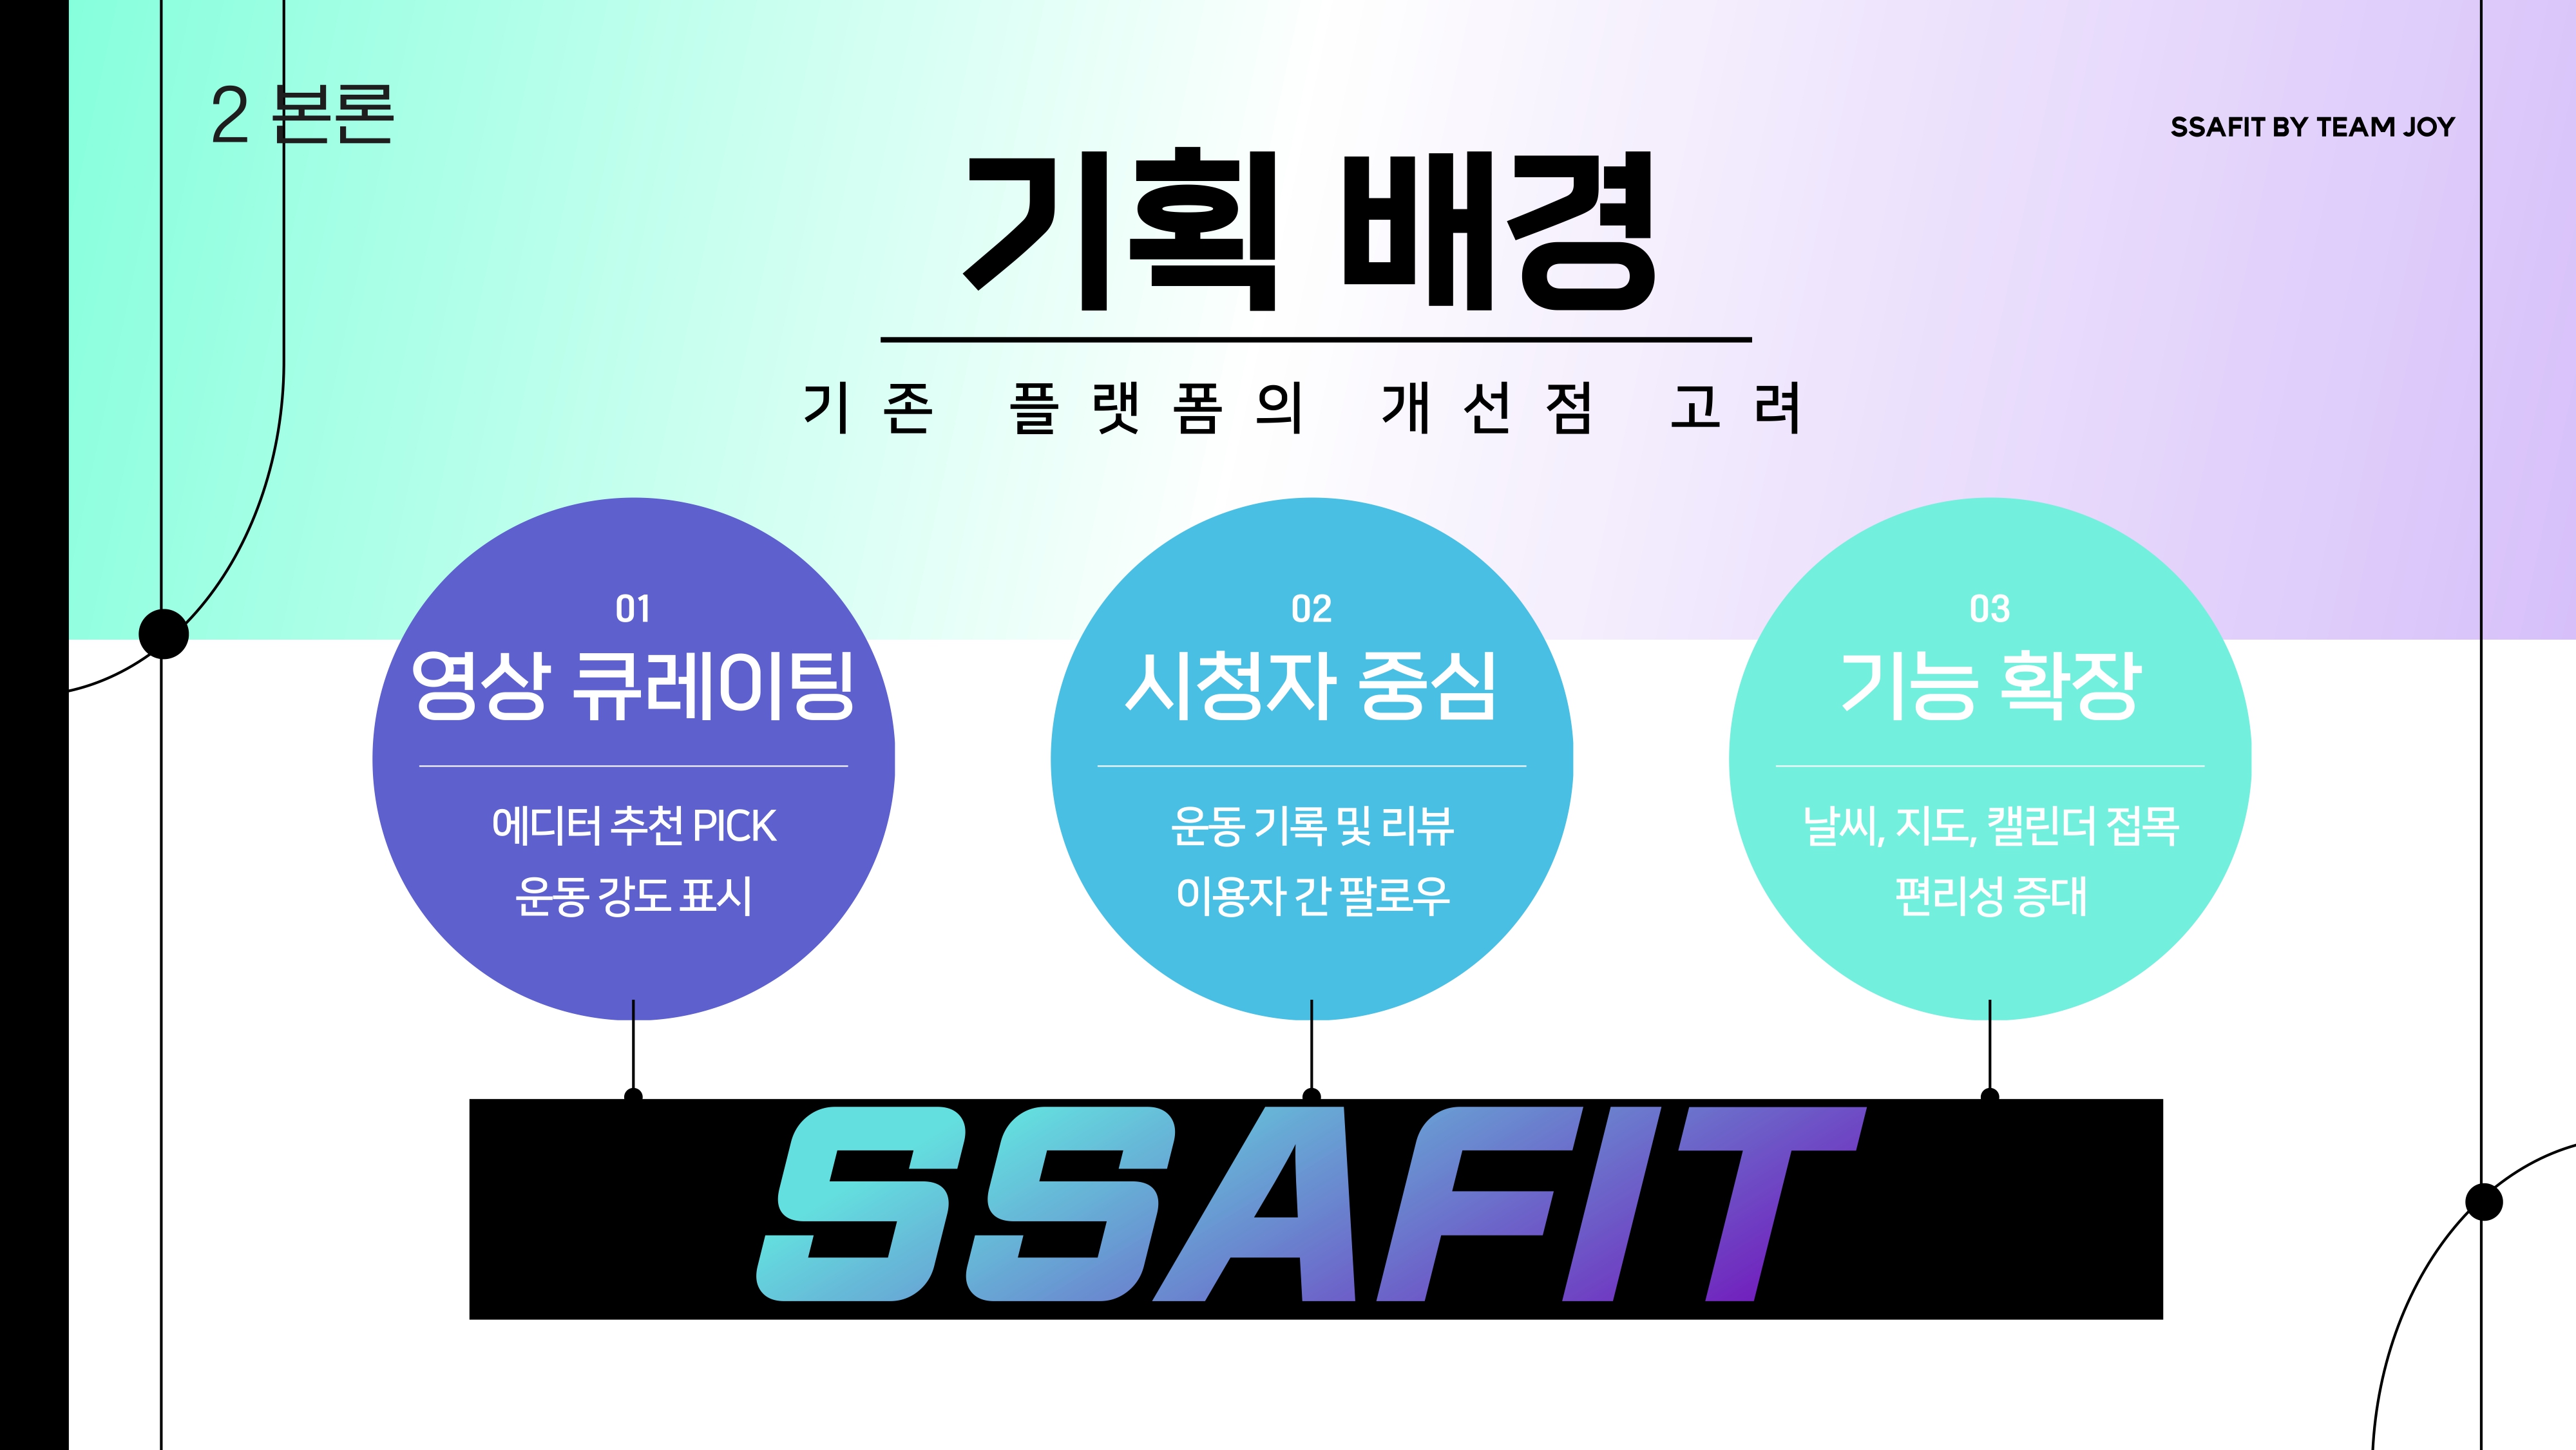 2 본론
SSAFIT BY TEAM JOY
기획 배경
기존 플랫폼의 개선점 고려
01
영상 큐레이팅
에디터 추천 PICK
운동 강도 표시
02
시청자 중심
운동 기록 및 리뷰
이용자 간 팔로우
03
기능 확장
날씨, 지도, 캘린더 접목
편리성 증대
SSAFIT